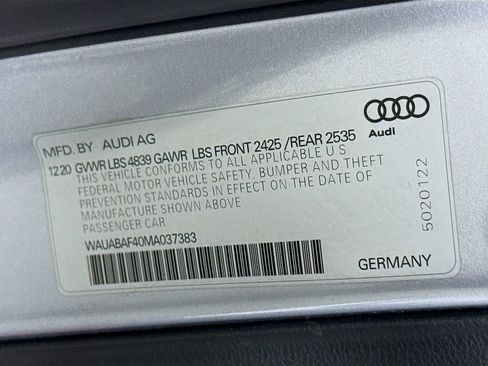 MFD. BY AUDI AG
Audi
12 20 GVWR LBS 4839 GAWR LBS FRONT 2425 /REAR 2535
THIS VEHICLE CONFORMS TO ALL APPLICABLE U S
FEDERAL MOTOR VEHICLE SAFETY. BUMPER AND THEFT
PREVENTION STANDARDS IN EFFECT ON THE DATE OF
MANUFACTURE SHOWN ABOVE
PASSENGER CAR
WAUABAF40MA037383
5020122
GERMANY